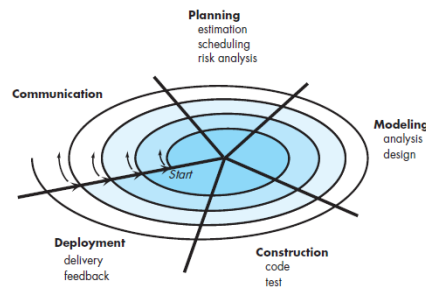 Planning
estimation
scheduling
risk analysis
Communication
Modeling
analysis
design
Start
Deployment
delivery
feedback
Construction
code
test